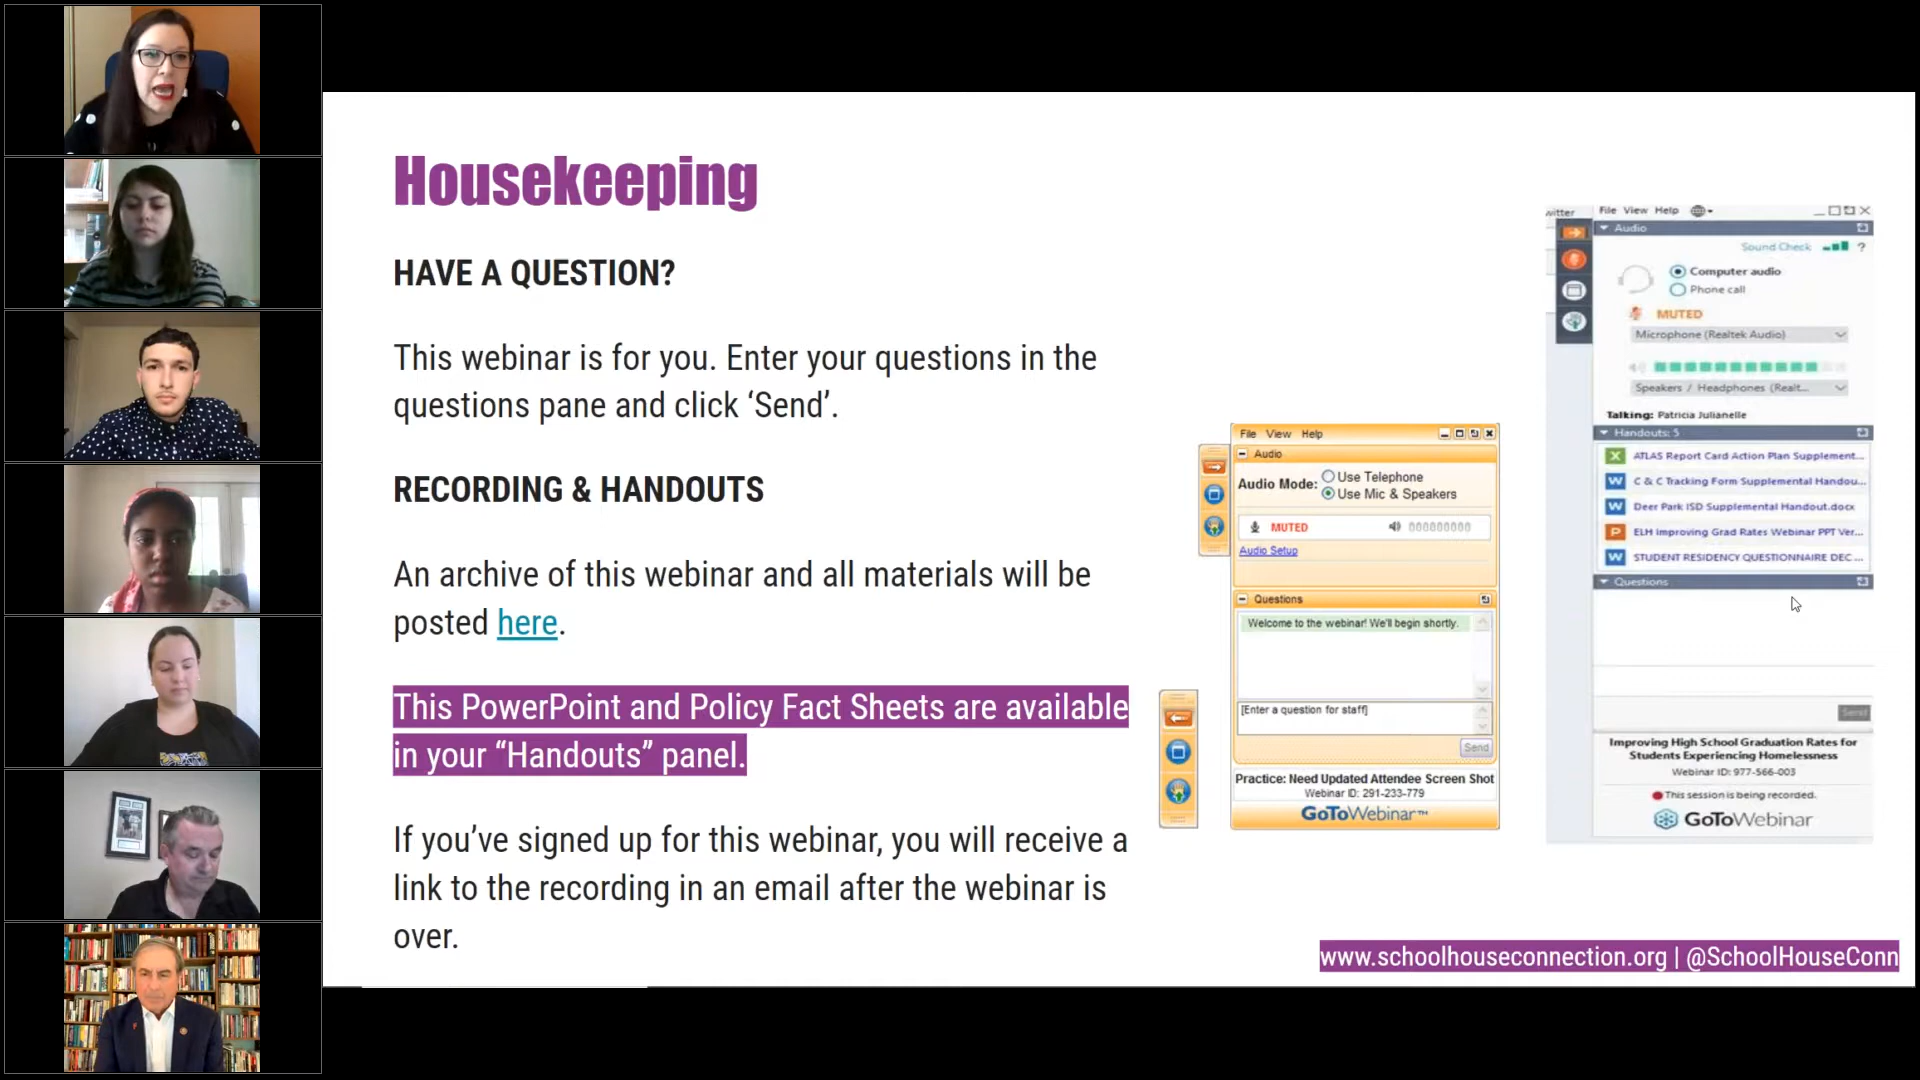 Housekeeping
HAVE A QUESTION?
This webinar is for you. Enter your questions in the
questions pane and click ‘Send’.
RECORDING & HANDOUTS
An archive of this webinar and all materials will be
posted here.
This PowerPoint and Policy Fact Sheets are available
in your “Handouts” panel.
If you’ve signed up for this webinar, you will receive a
link to the recording in an email after the webinar is
over.
File View Help
Audio
Audio Mode: Use Telephone
Use Mic & Speakers
MUTED
Audio Setup
Questions
Welcome to the webinar! We'll begin shortly.
[Enter a question for staff]
Send
Practice: Need Updated Attendee Screen Shot
Webinar ID: 291-233-779
GoToWebinar™
witter
File View Help
Audio
Sound Check ?
Computer audio
Phone call
MUTED
Microphone (Realtek Audio)
Speakers / Headphones (Realt...
Talking: Patricia Julianelle
Handouts: 5
ATLAS Report Card Action Plan Supplement...
C & C Tracking Form Supplemental Handou...
Deer Park ISD Supplemental Handout.docx
ELH Improving Grad Rates Webinar PPT Ver...
STUDENT RESIDENCY QUESTIONNAIRE DEC ...
Questions
Send
Improving High School Graduation Rates for
Students Experiencing Homelessness
Webinar ID: 977-566-003
This session is being recorded.
GoToWebinar
www.schoolhouseconnection.org | @SchoolHouseConn